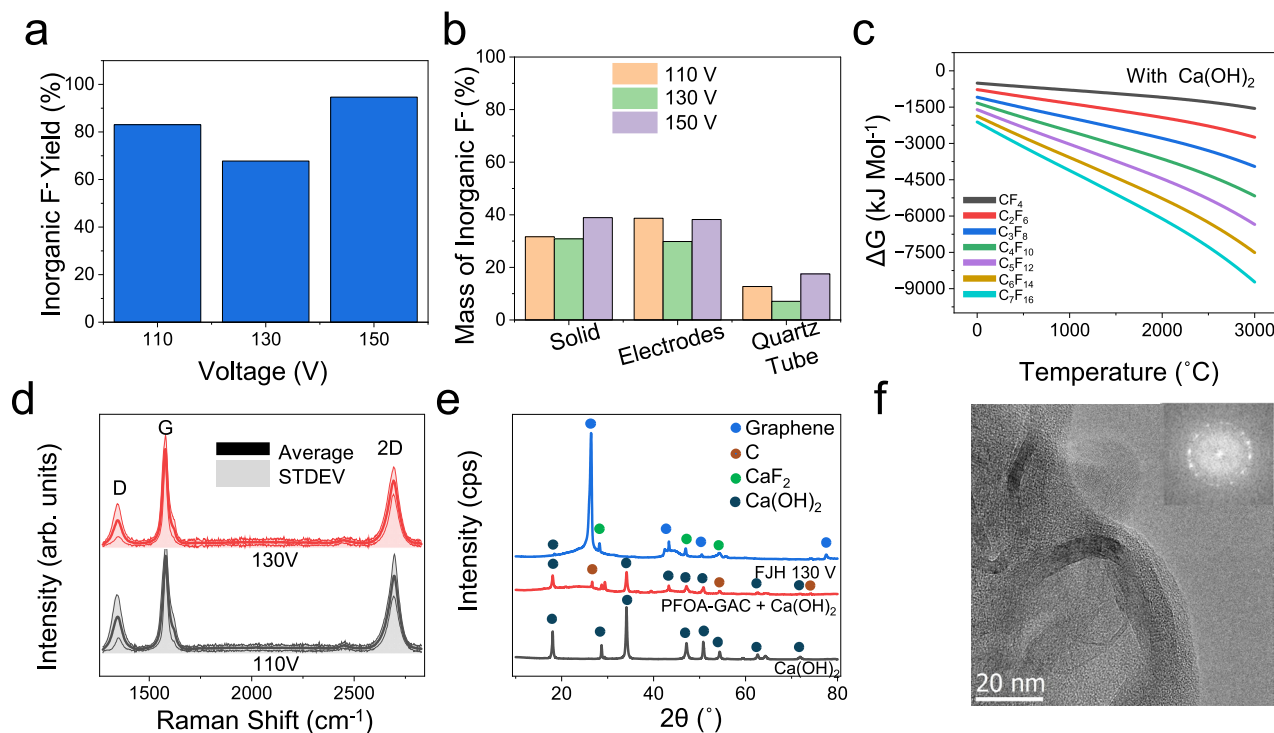 a
Inorganic F⁻ Yield (%)
100
80
60
40
20
0
110
130
150
Voltage (V)
b
Mass of Inorganic F⁻ (%)
100
80
60
40
20
0
110 V
130 V
150 V
Solid
Electrodes
Quartz
Tube
c
With Ca(OH)₂
ΔG (kJ Mol⁻¹)
0
−1500
−3000
−4500
−6000
−7500
−9000
CF₄
C₂F₆
C₃F₈
C₄F₁₀
C₅F₁₂
C₆F₁₄
C₇F₁₆
0
1000
2000
3000
Temperature (˚C)
d
Intensity (arb. units)
D
G
2D
Average
STDEV
130V
110V
1500
2000
2500
Raman Shift (cm⁻¹)
e
Intensity (cps)
Graphene
C
CaF₂
Ca(OH)₂
FJH 130 V
PFOA-GAC + Ca(OH)₂
Ca(OH)₂
20
40
60
80
2θ (˚)
f
20 nm